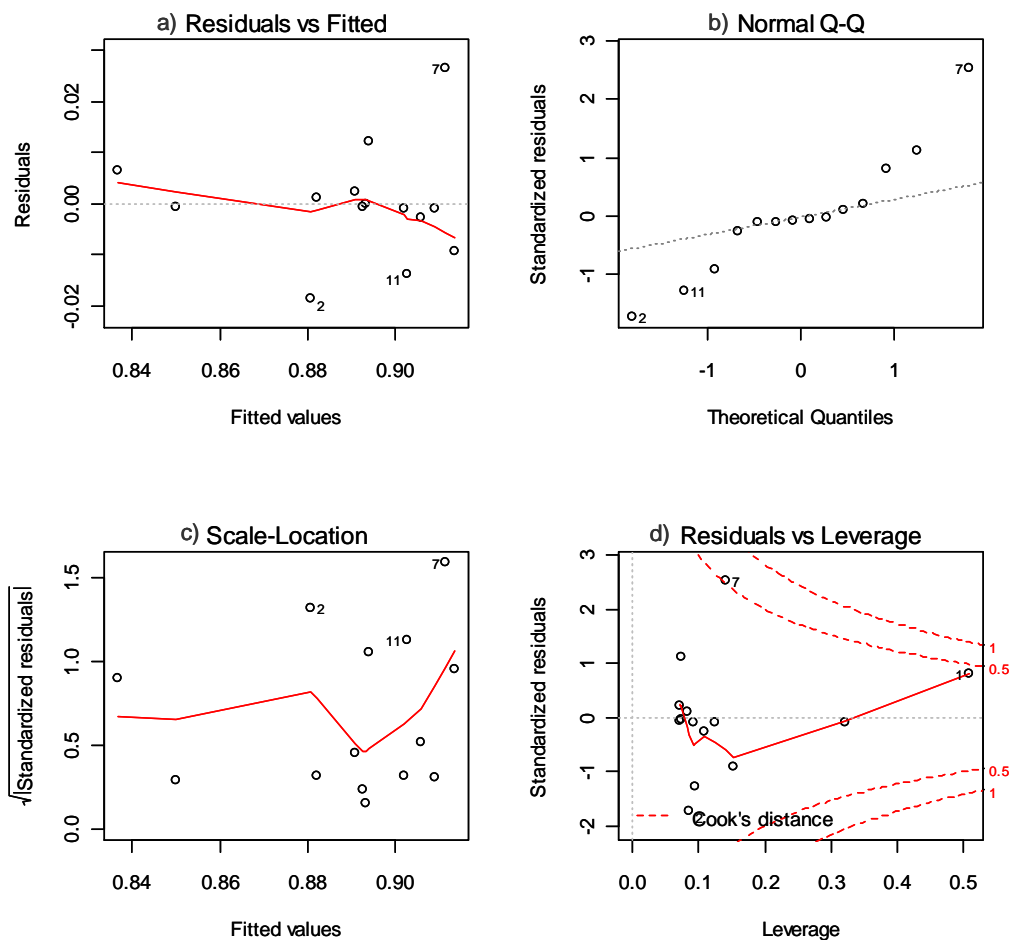 a) Residuals vs Fitted
Residuals
0.02
0.00
-0.02
7
2
11
0.84 0.86 0.88 0.90
Fitted values
b) Normal Q-Q
Standardized residuals
3
2
1
0
-1
7
11
2
-1 0 1
Theoretical Quantiles
c) Scale-Location
√|Standardized residuals|
1.5
1.0
0.5
0.0
7
2
11
0.84 0.86 0.88 0.90
Fitted values
d) Residuals vs Leverage
Standardized residuals
3
2
1
0
-1
-2
7
1
1
0.5
0.5
1
Cook's distance
0.0 0.1 0.2 0.3 0.4 0.5
Leverage